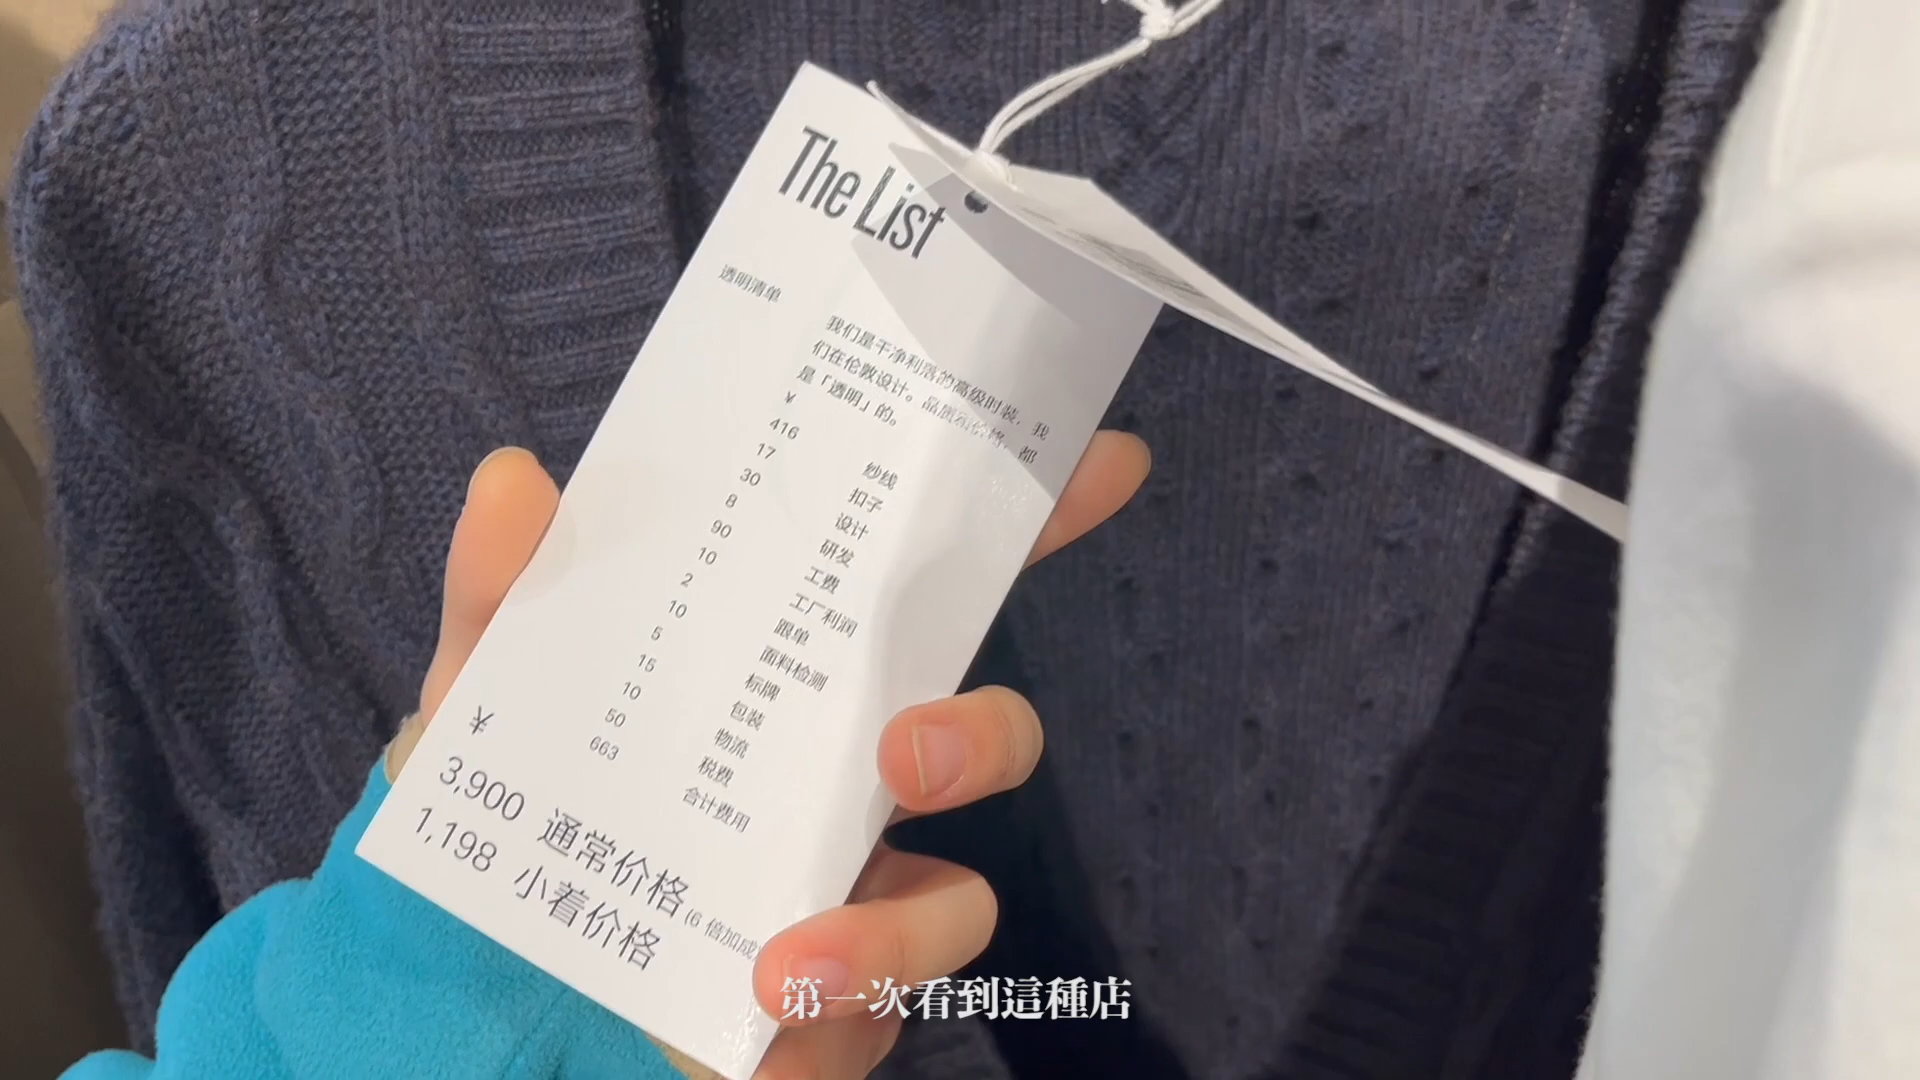 The List
透明清单
我们是干净利落的高级时装，我
们在伦敦设计。品质和价格，都
是「透明」的。
¥
416 纱线
17 扣子
30 设计
8 研发
90 工费
10 工厂利润
2 跟单
10 面料检测
5 标牌
15 包装
10 物流
50 税费
663 合计费用
¥
3,900 通常价格 (6 倍加成)
1,198 小着价格
第一次看到這種店